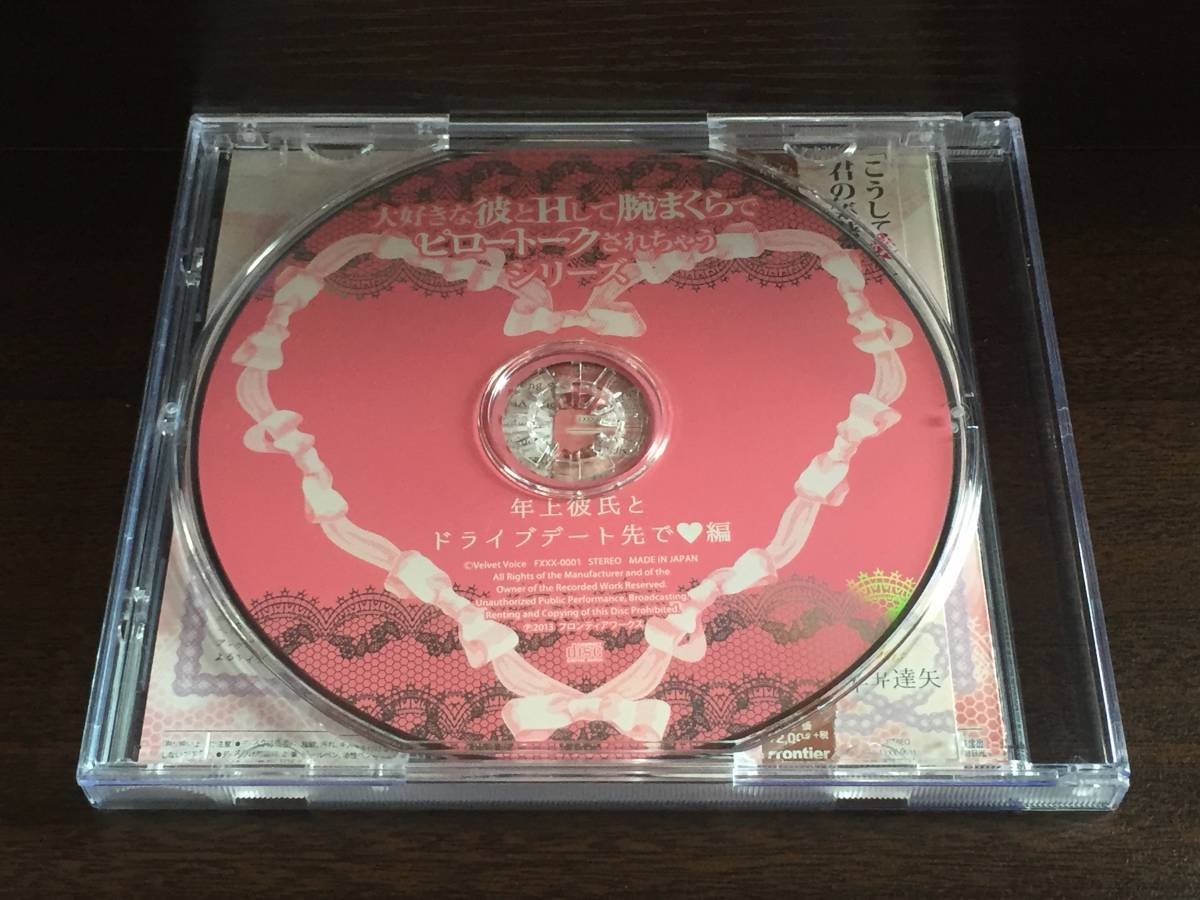 大好きな彼とHして腕まくらで
ピロートークされちゃう
シリーズ
年上彼氏と
ドライブデート先で♥編
©Velvet Voice FXXX-0001 STEREO MADE IN JAPAN
All Rights of the Manufacturer and of the
Owner of the Recorded Work Reserved.
Unauthorized Public Performance, Broadcasting,
Renting and Copying of this Disc Prohibited.
℗2013 フロンティアワークス
disc
「こうして
君の
達矢
Frontier